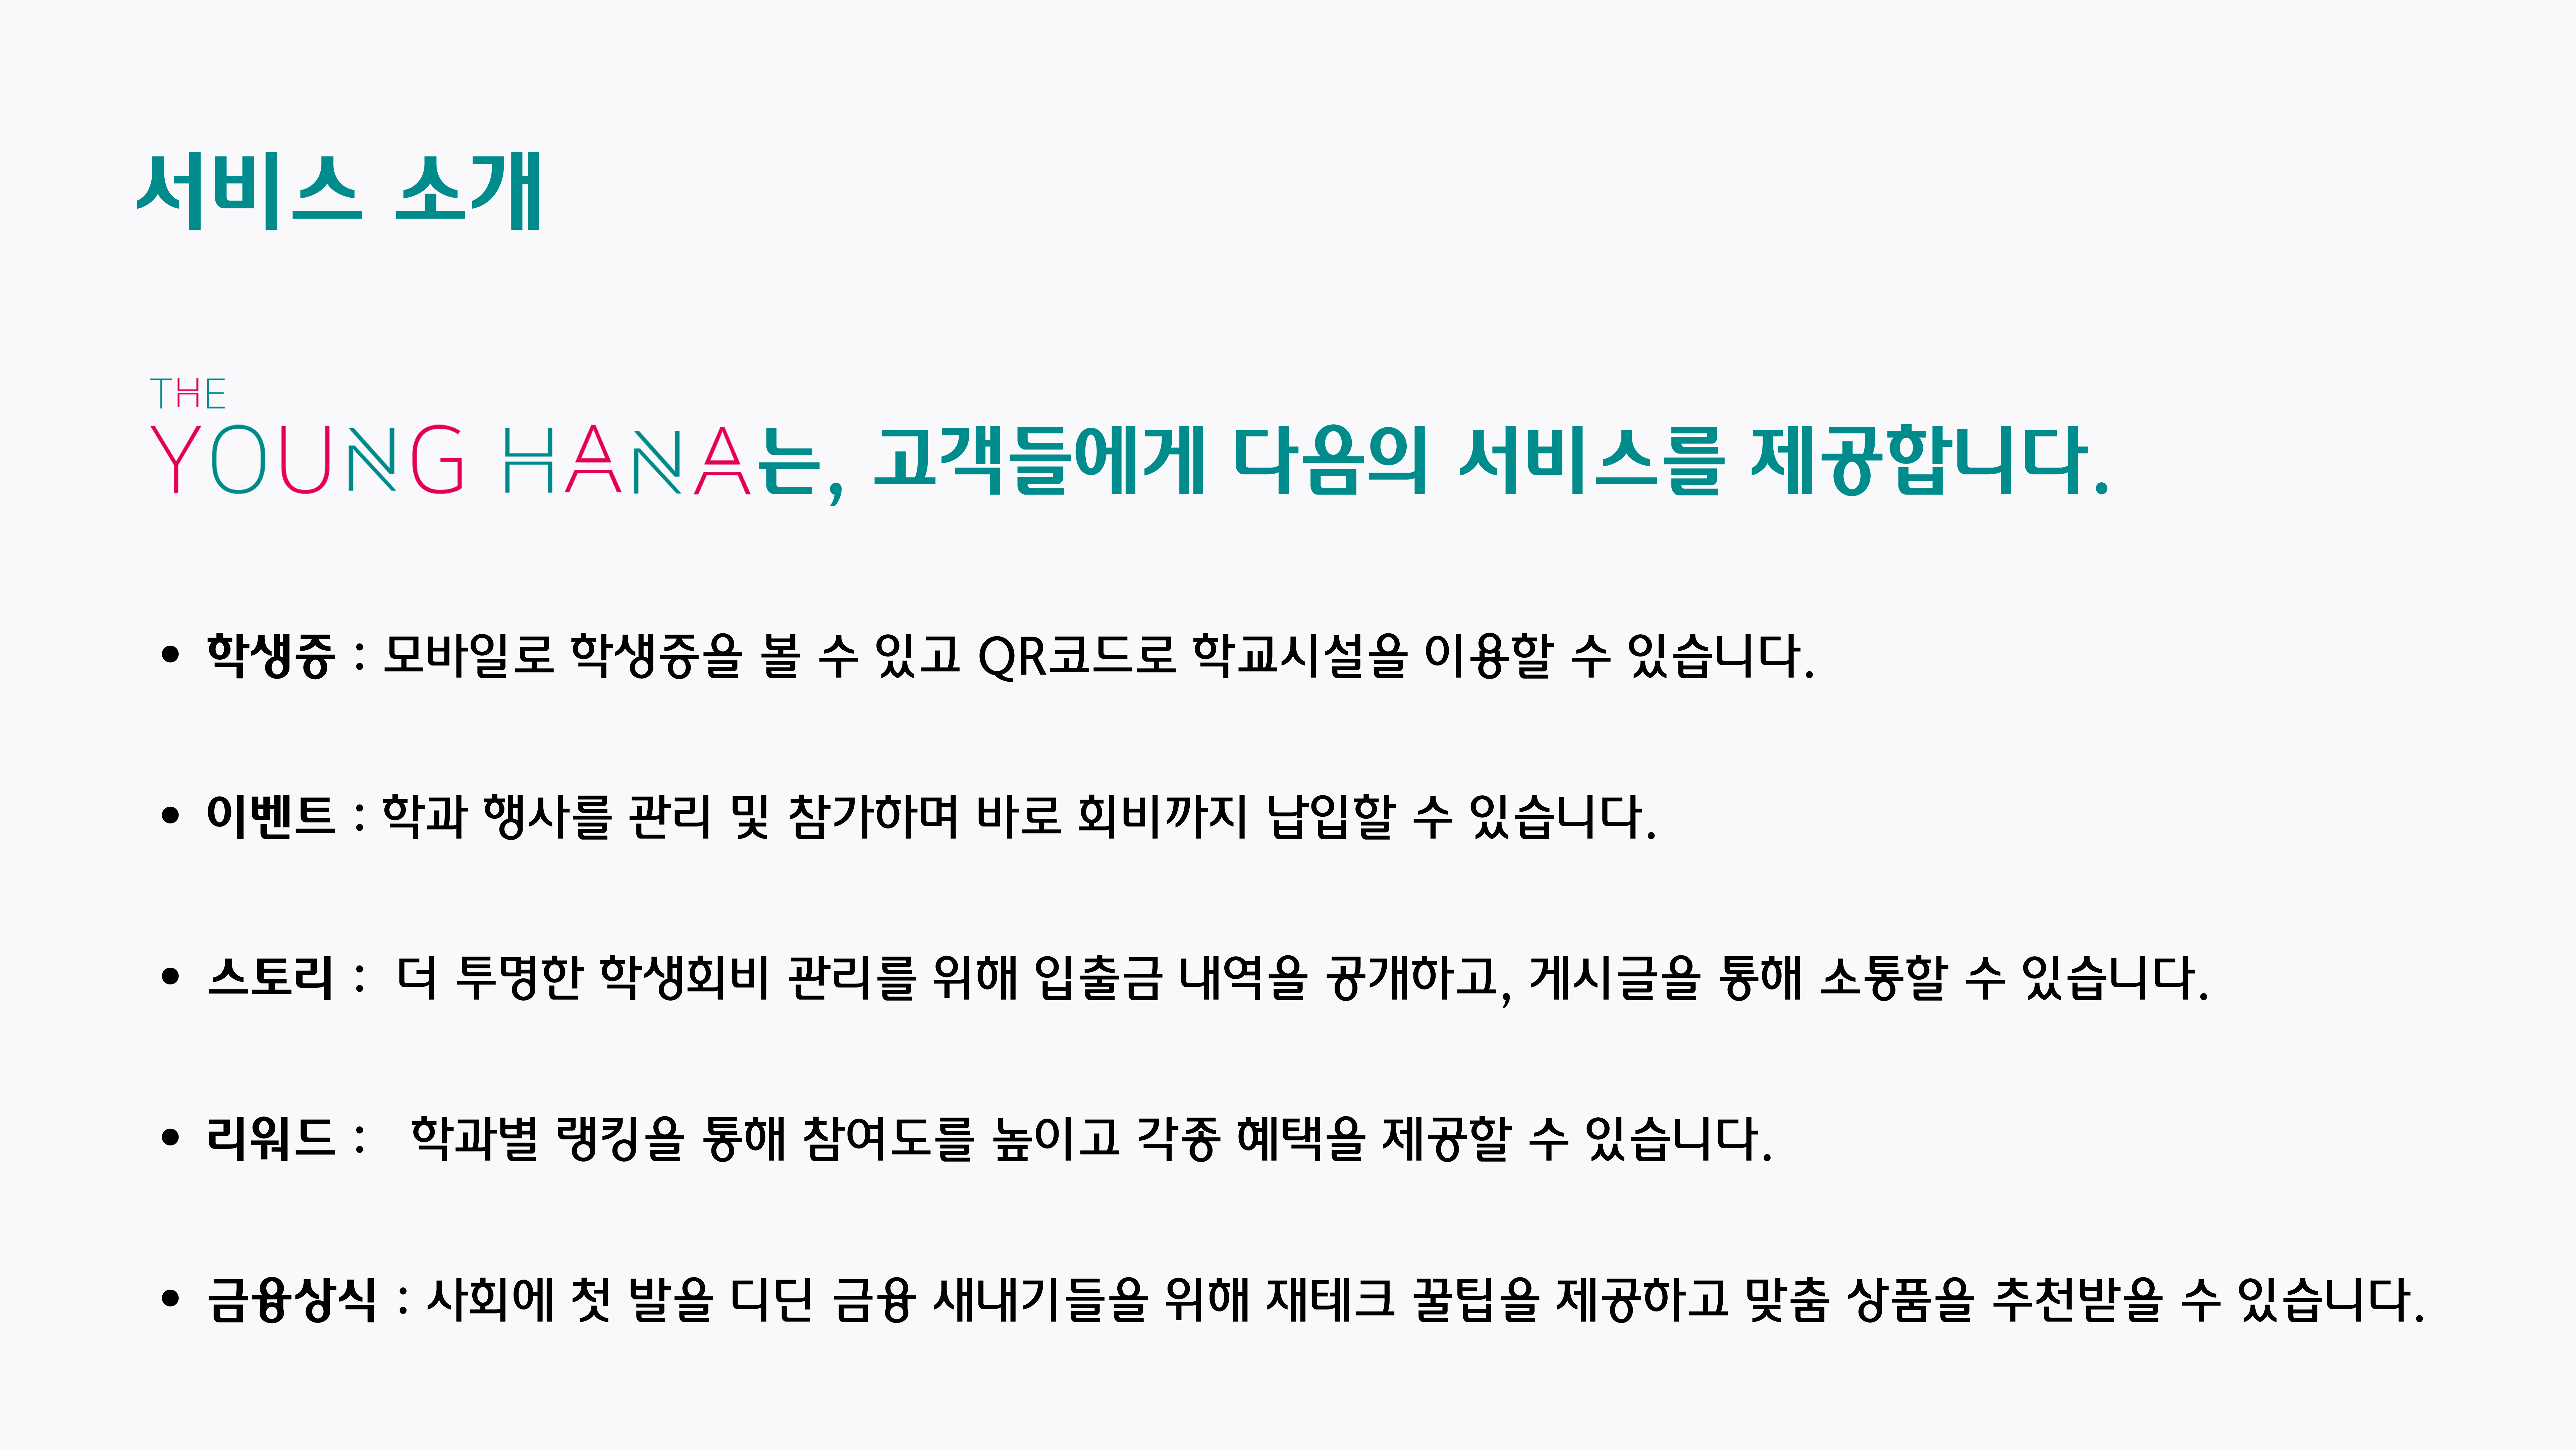 서비스 소개
THE
YOUNG HANA는, 고객들에게 다음의 서비스를 제공합니다.
• 학생증 : 모바일로 학생증을 볼 수 있고 QR코드로 학교시설을 이용할 수 있습니다.
• 이벤트 : 학과 행사를 관리 및 참가하며 바로 회비까지 납입할 수 있습니다.
• 스토리 : 더 투명한 학생회비 관리를 위해 입출금 내역을 공개하고, 게시글을 통해 소통할 수 있습니다.
• 리워드 : 학과별 랭킹을 통해 참여도를 높이고 각종 혜택을 제공할 수 있습니다.
• 금융상식 : 사회에 첫 발을 디딘 금융 새내기들을 위해 재테크 꿀팁을 제공하고 맞춤 상품을 추천받을 수 있습니다.